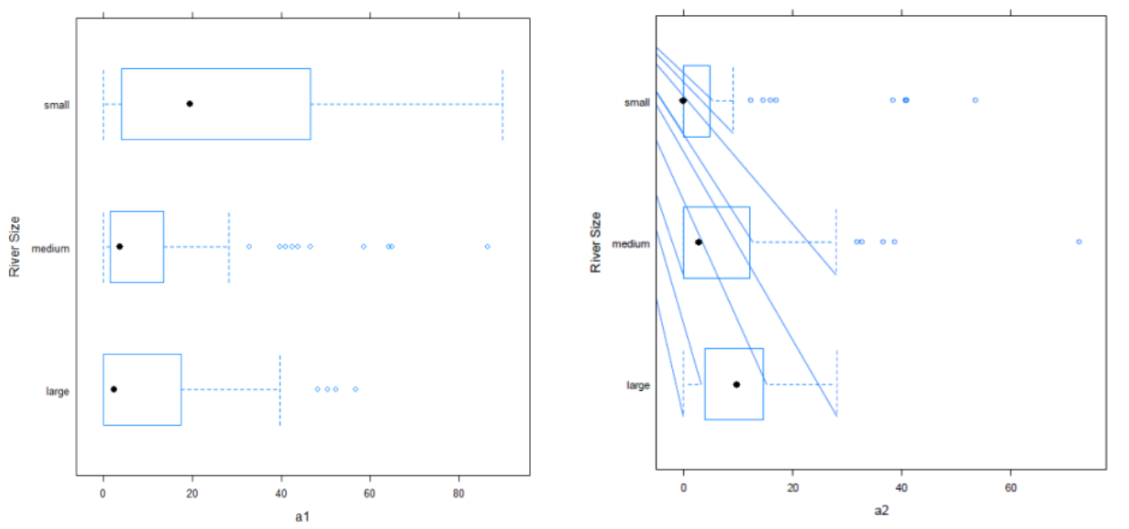 River Size
small
medium
large
0 20 40 60 80
a1
River Size
small
medium
large
0 20 40 60
a2